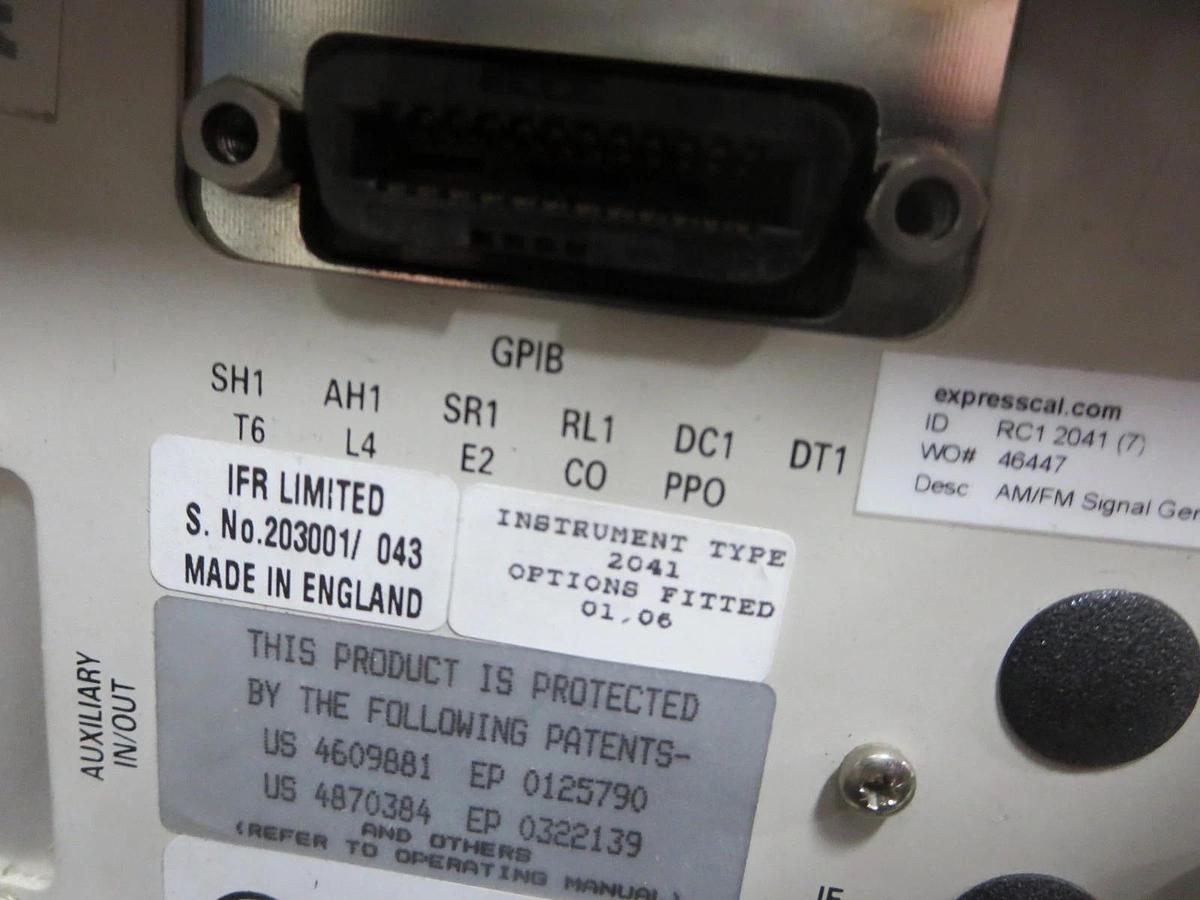 GPIB
SH1 AH1 SR1 RL1 DC1 DT1
T6 L4 E2 C0 PP0
expresscal.com
ID RC1 2041 (7)
WO# 46447
Desc AM/FM Signal Ger
IFR LIMITED
S. No.203001/ 043
MADE IN ENGLAND
INSTRUMENT TYPE
2041
OPTIONS FITTED
01,06
THIS PRODUCT IS PROTECTED
BY THE FOLLOWING PATENTS-
US 4609881 EP 0125790
US 4870384 EP 0322139
AND OTHERS
(REFER TO OPERATING MANUAL)
AUXILIARY
IN/OUT
IF